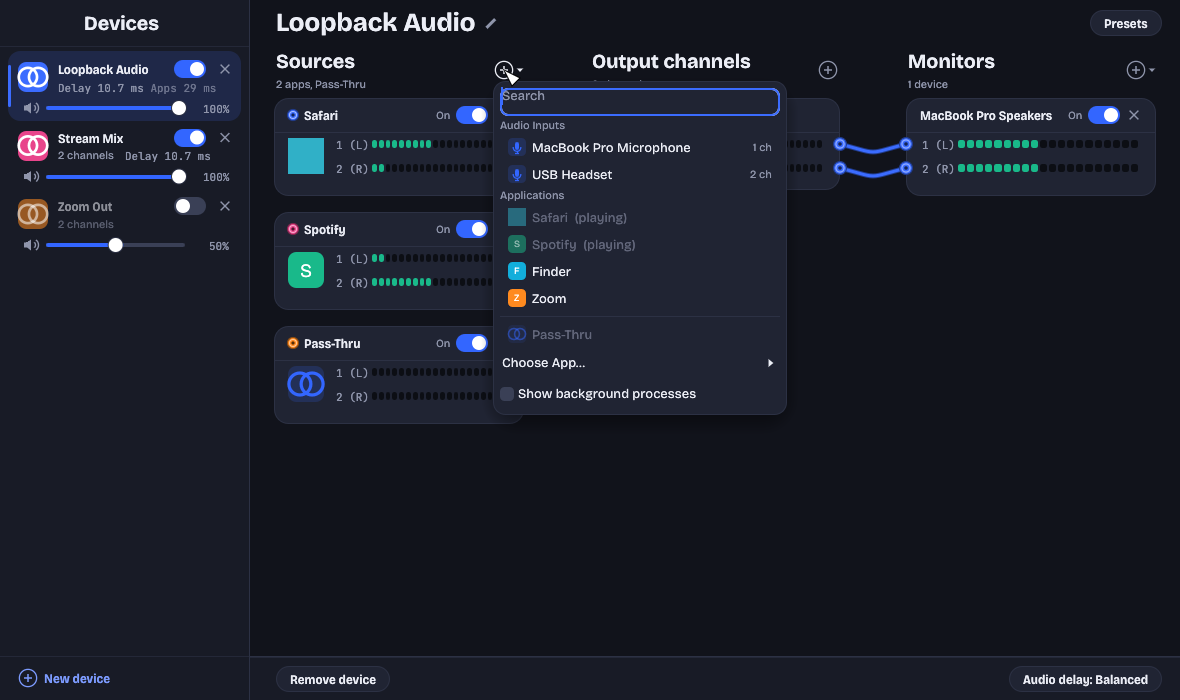 Devices
Loopback Audio
Delay 10.7 ms Apps 29 ms
100%
Stream Mix
2 channels Delay 10.7 ms
100%
Zoom Out
2 channels
50%
New device
Loopback Audio
Presets
Sources
2 apps, Pass-Thru
Output channels
Monitors
1 device
Safari On
1 (L)
2 (R)
Spotify On
S
1 (L)
2 (R)
Pass-Thru On
1 (L)
2 (R)
Search
Audio Inputs
MacBook Pro Microphone 1 ch
USB Headset 2 ch
Applications
Safari (playing)
S Spotify (playing)
F Finder
Z Zoom
Pass-Thru
Choose App...
Show background processes
MacBook Pro Speakers On
1 (L)
2 (R)
Remove device
Audio delay: Balanced